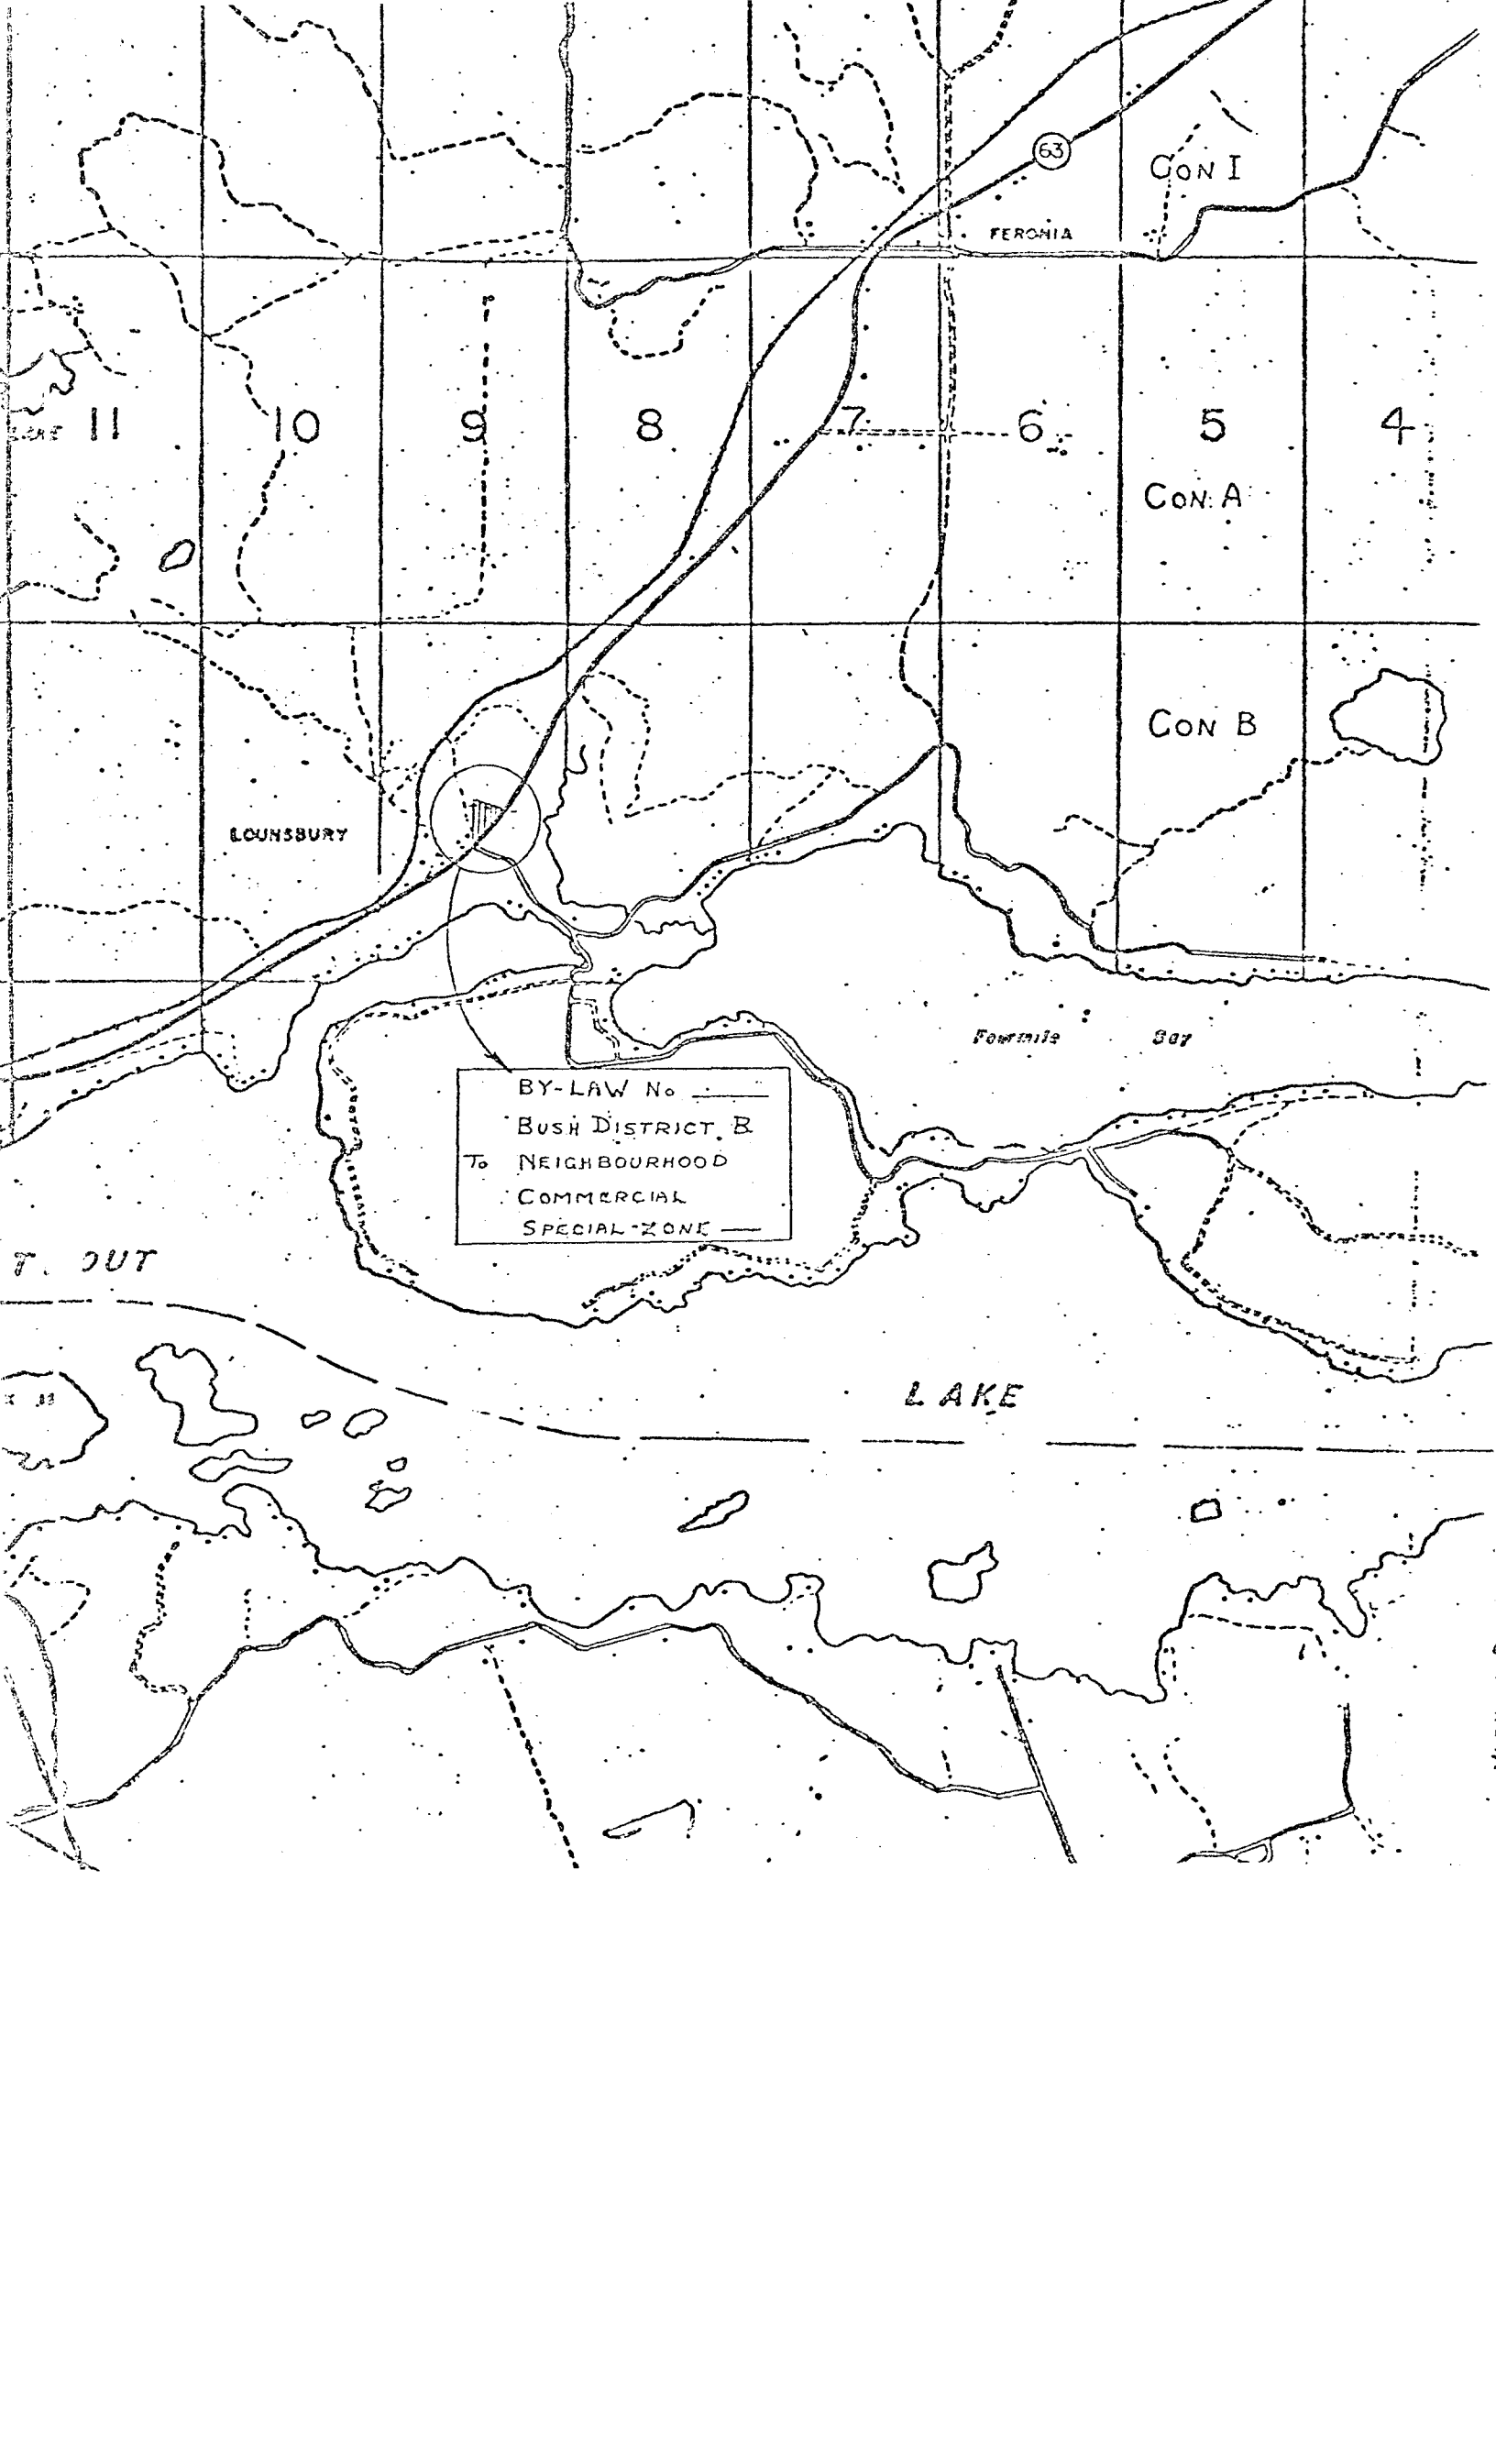 63
CON I
FERONIA
11 10 9 8 7 6 5 4
CON. A
CON B
LOUNSBURY
Fourmile Bay
BY-LAW No
BUSH DISTRICT B
To NEIGHBOURHOOD
COMMERCIAL
SPECIAL-ZONE
T. OUT
LAKE